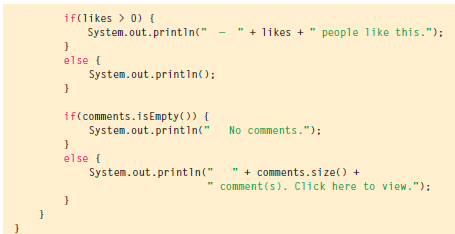 if(likes > 0) {
System.out.println(" – " + likes + " people like this.");
}
else {
System.out.println();
}
if(comments.isEmpty()) {
System.out.println("   No comments.");
}
else {
System.out.println("   " + comments.size() +
" comment(s). Click here to view.");
}
}
}